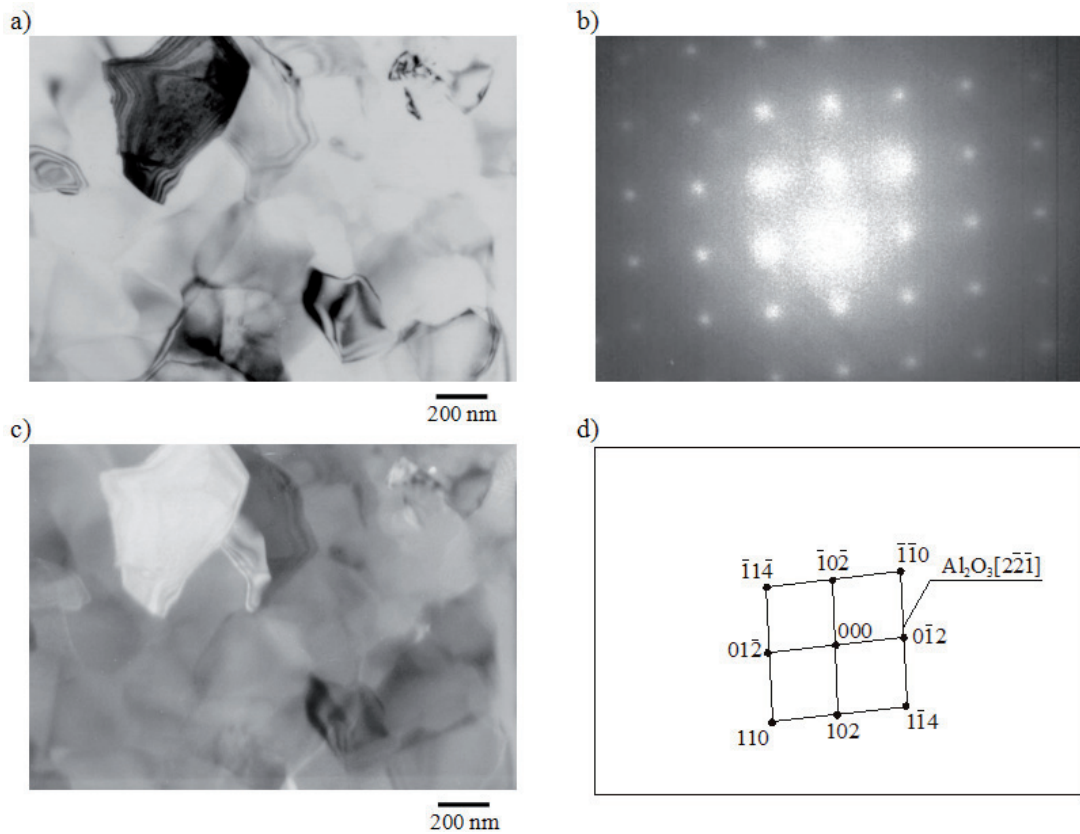 a)
b)
200 nm
c)
d)
1̄14̄
1̄02̄
1̄1̄0
Al₂O₃[22̄1̄]
012̄
000
01̄2
110
102
11̄4
200 nm